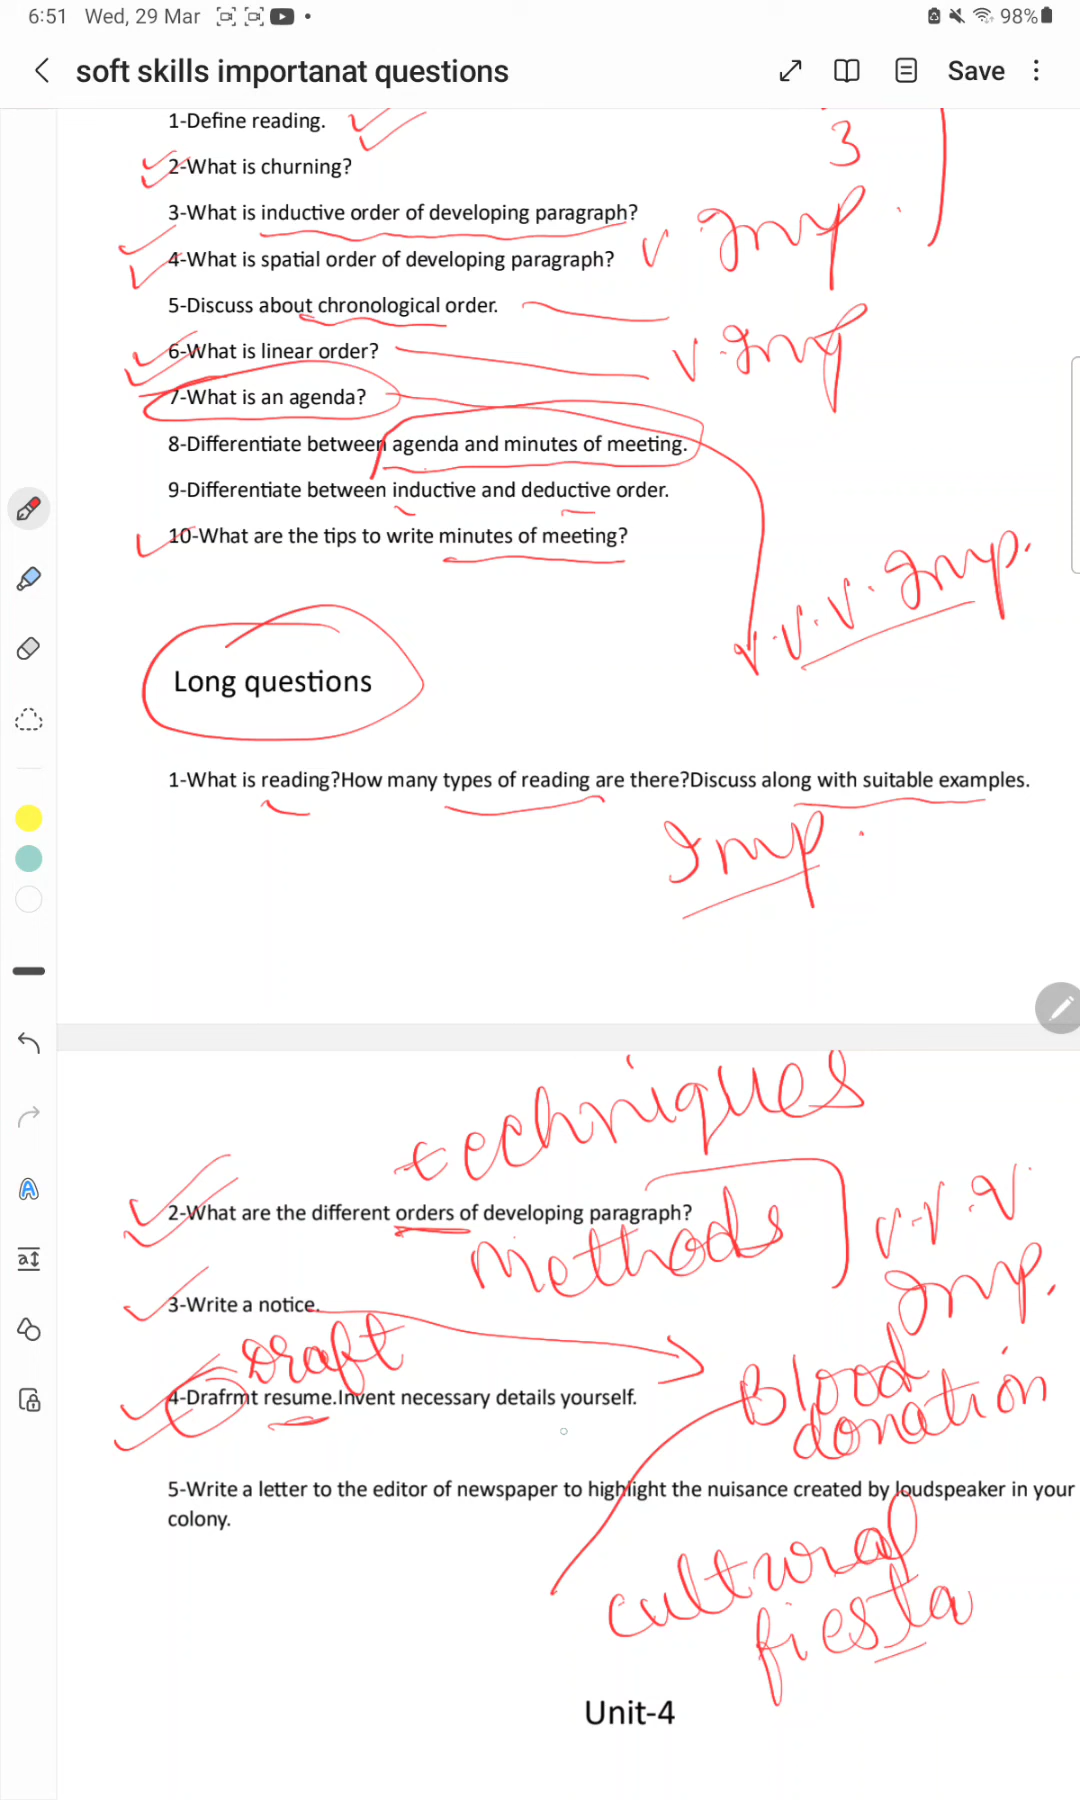 6:51 Wed, 29 Mar
98%
soft skills importanat questions
Save
1-Define reading.
3
2-What is churning?
3-What is inductive order of developing paragraph?
v. Imp.
4-What is spatial order of developing paragraph?
5-Discuss about chronological order.
v. Imp
6-What is linear order?
7-What is an agenda?
8-Differentiate between agenda and minutes of meeting.
9-Differentiate between inductive and deductive order.
10-What are the tips to write minutes of meeting?
v.v.v. Imp.
Long questions
1-What is reading?How many types of reading are there?Discuss along with suitable examples.
Imp.
techniques
2-What are the different orders of developing paragraph?
methods
v.v.v.
Imp.
3-Write a notice.
Draft
Blood
donation
4-Drafrmt resume.Invent necessary details yourself.
5-Write a letter to the editor of newspaper to highlight the nuisance created by loudspeaker in your
colony.
cultural
fiesta
Unit-4